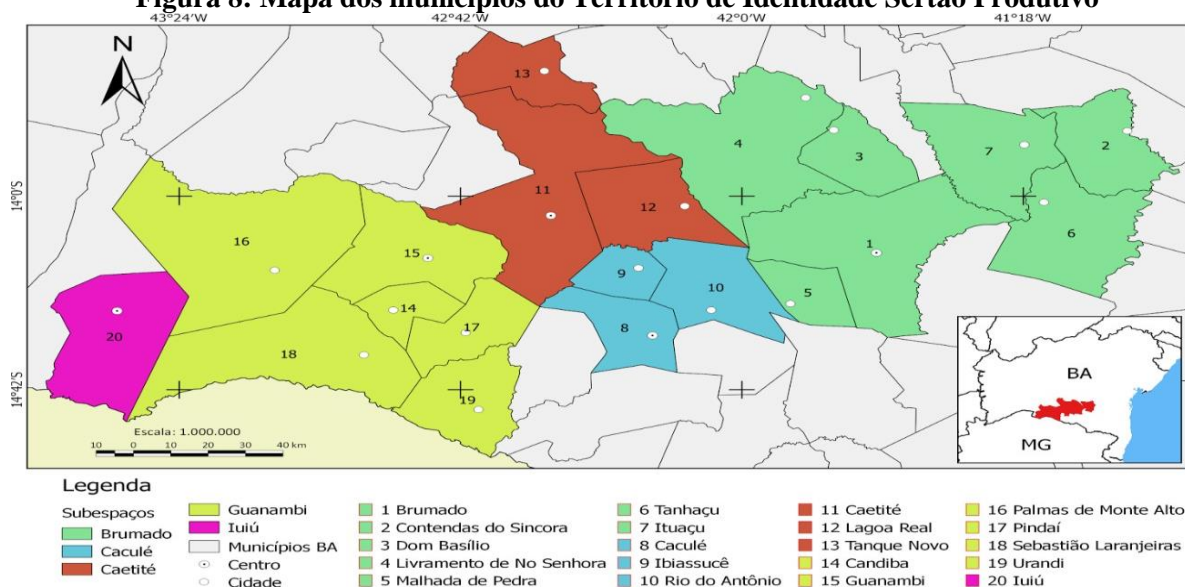 Figura 8: Mapa dos municípios do Território de Identidade Sertão Produtivo
43°24'W 42°42'W 42°0'W 41°18'W
N
14°0'S
14°42'S
13
4
3
7
2
16
11
12
15
1
6
9
10
5
14
17
8
20
18
19
Escala: 1.000.000
10 0 10 20 30 40 km
BA
MG
Legenda
Subespaços
Brumado
Caculé
Caetité
Guanambi
Iuiú
Municípios BA
Centro
Cidade
1 Brumado
2 Contendas do Sincora
3 Dom Basílio
4 Livramento de No Senhora
5 Malhada de Pedra
6 Tanhaçu
7 Ituaçu
8 Caculé
9 Ibiassucê
10 Rio do Antônio
11 Caetité
12 Lagoa Real
13 Tanque Novo
14 Candiba
15 Guanambi
16 Palmas de Monte Alto
17 Pindaí
18 Sebastião Laranjeiras
19 Urandi
20 Iuiú